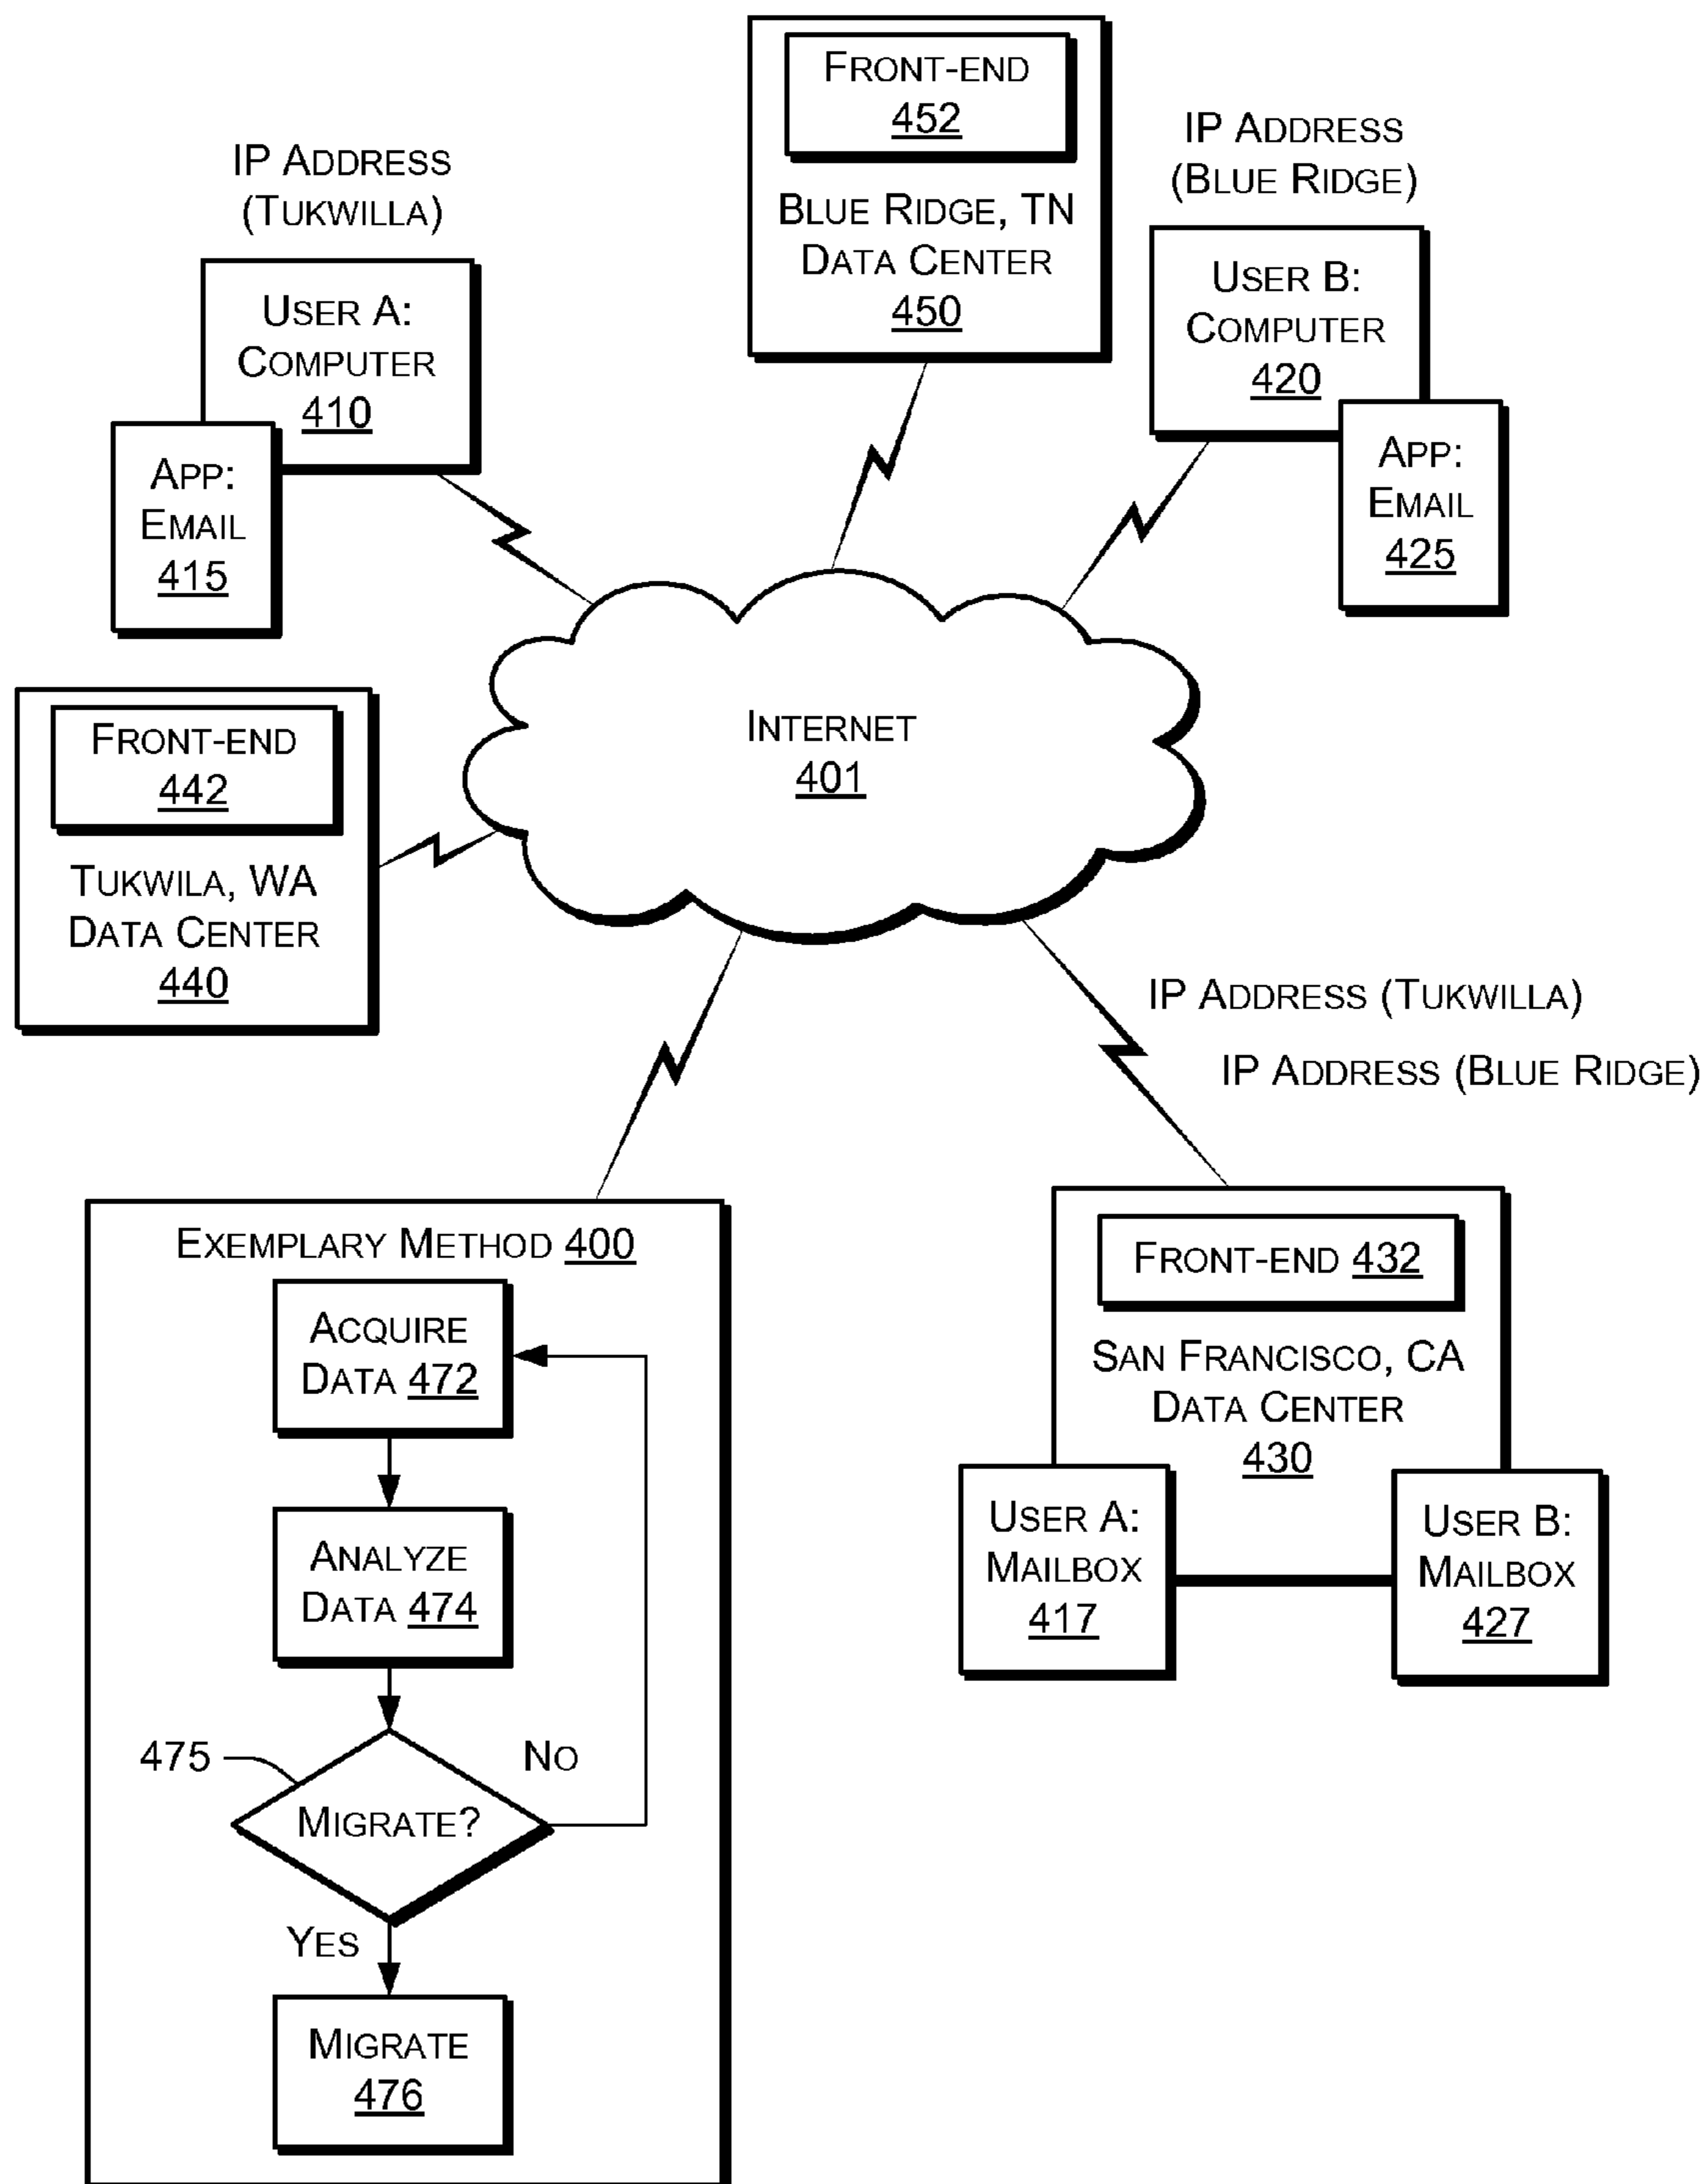 FRONT-END
452
BLUE RIDGE, TN
DATA CENTER
450
IP ADDRESS
(TUKWILLA)
USER A:
COMPUTER
410
APP:
EMAIL
415
IP ADDRESS
(BLUE RIDGE)
USER B:
COMPUTER
420
APP:
EMAIL
425
INTERNET
401
FRONT-END
442
TUKWILA, WA
DATA CENTER
440
IP ADDRESS (TUKWILLA)
IP ADDRESS (BLUE RIDGE)
EXEMPLARY METHOD 400
ACQUIRE
DATA 472
ANALYZE
DATA 474
475
NO
MIGRATE?
YES
MIGRATE
476
FRONT-END 432
SAN FRANCISCO, CA
DATA CENTER
430
USER A:
MAILBOX
417
USER B:
MAILBOX
427